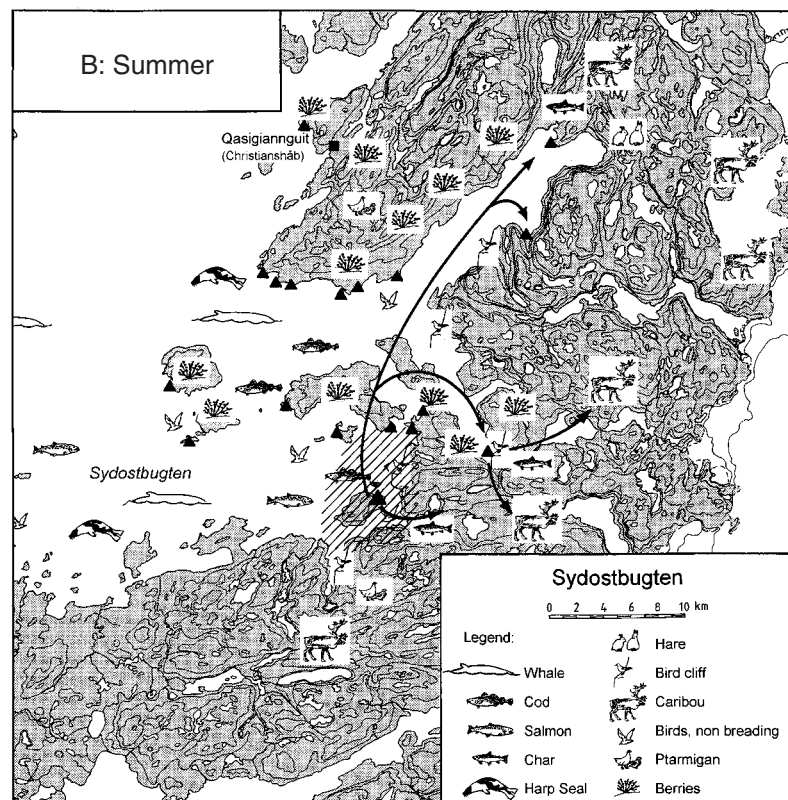 B: Summer
Qasigiannguit
(Christianshåb)
Sydostbugten
Sydostbugten
0 2 4 6 8 10 km
Legend:
Whale
Cod
Salmon
Char
Harp Seal
Hare
Bird cliff
Caribou
Birds, non breading
Ptarmigan
Berries